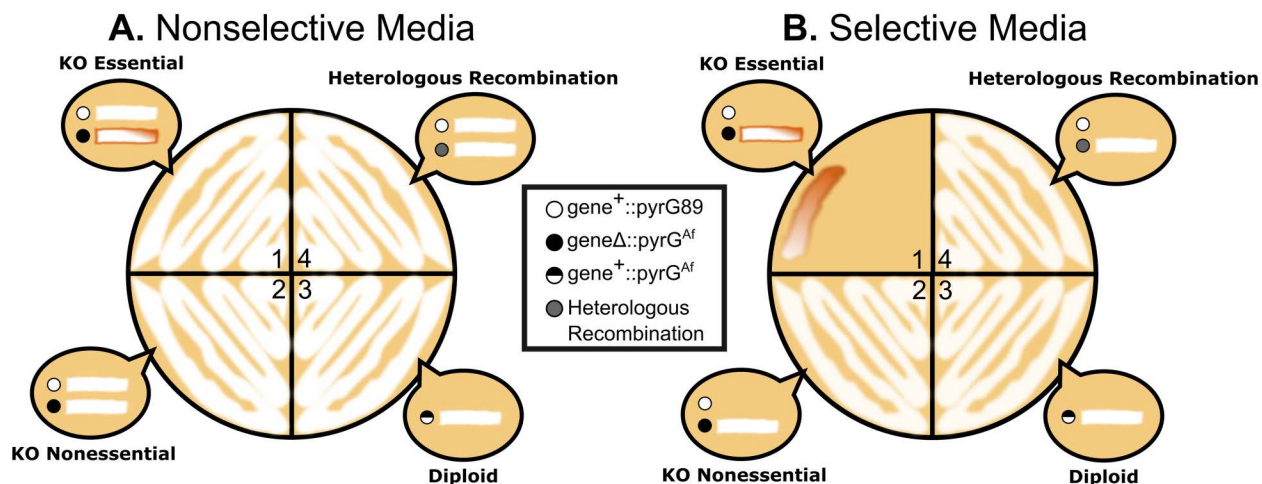 A. Nonselective Media
KO Essential
Heterologous Recombination
1 4
2 3
KO Nonessential
Diploid
gene+::pyrG89
geneΔ::pyrGAf
gene+::pyrGAf
Heterologous
Recombination
B. Selective Media
KO Essential
Heterologous Recombination
1 4
2 3
KO Nonessential
Diploid